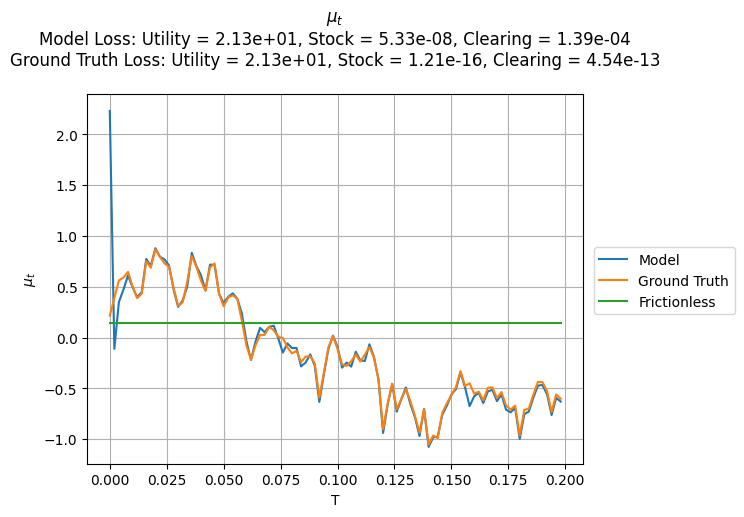 μₜ
Model Loss: Utility = 2.13e+01, Stock = 5.33e-08, Clearing = 1.39e-04
Ground Truth Loss: Utility = 2.13e+01, Stock = 1.21e-16, Clearing = 4.54e-13
2.0
1.5
1.0
0.5
0.0
−0.5
−1.0
μₜ
0.000 0.025 0.050 0.075 0.100 0.125 0.150 0.175 0.200
T
Model
Ground Truth
Frictionless